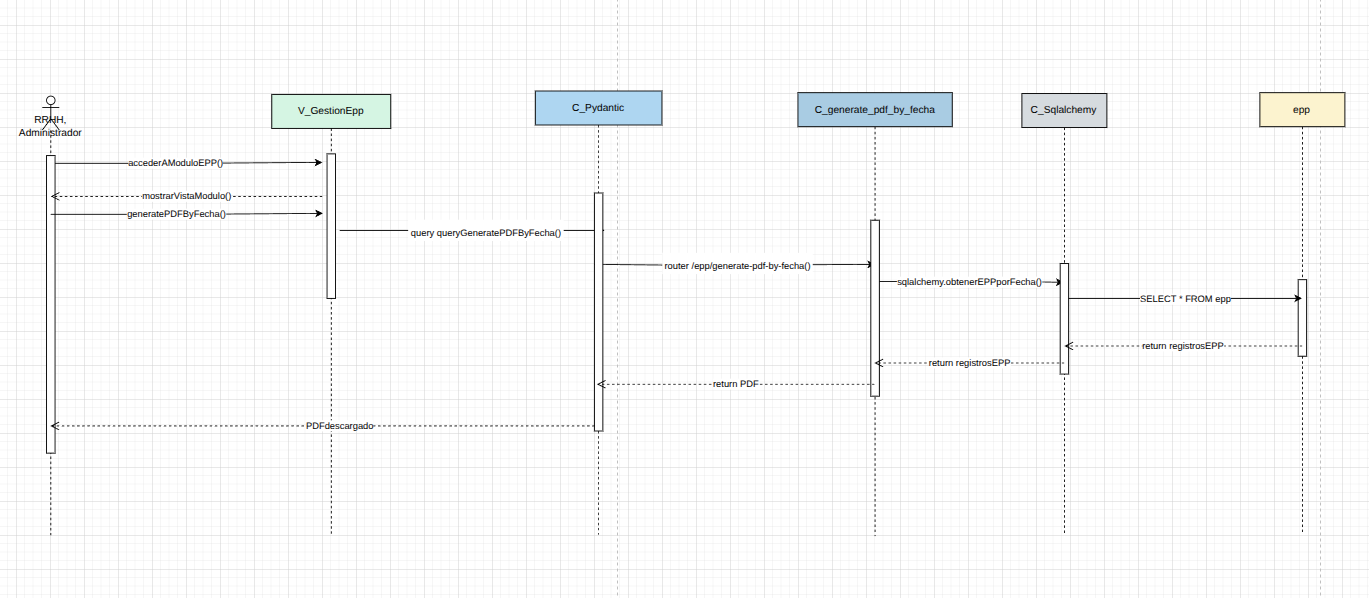 RRHH,
Administrador
V_GestionEpp
C_Pydantic
C_generate_pdf_by_fecha
C_Sqlalchemy
epp
accederAModuloEPP()
mostrarVistaModulo()
generatePDFByFecha()
query queryGeneratePDFByFecha()
router /epp/generate-pdf-by-fecha()
sqlalchemy.obtenerEPPporFecha()
SELECT * FROM epp
return registrosEPP
return registrosEPP
return PDF
PDFdescargado